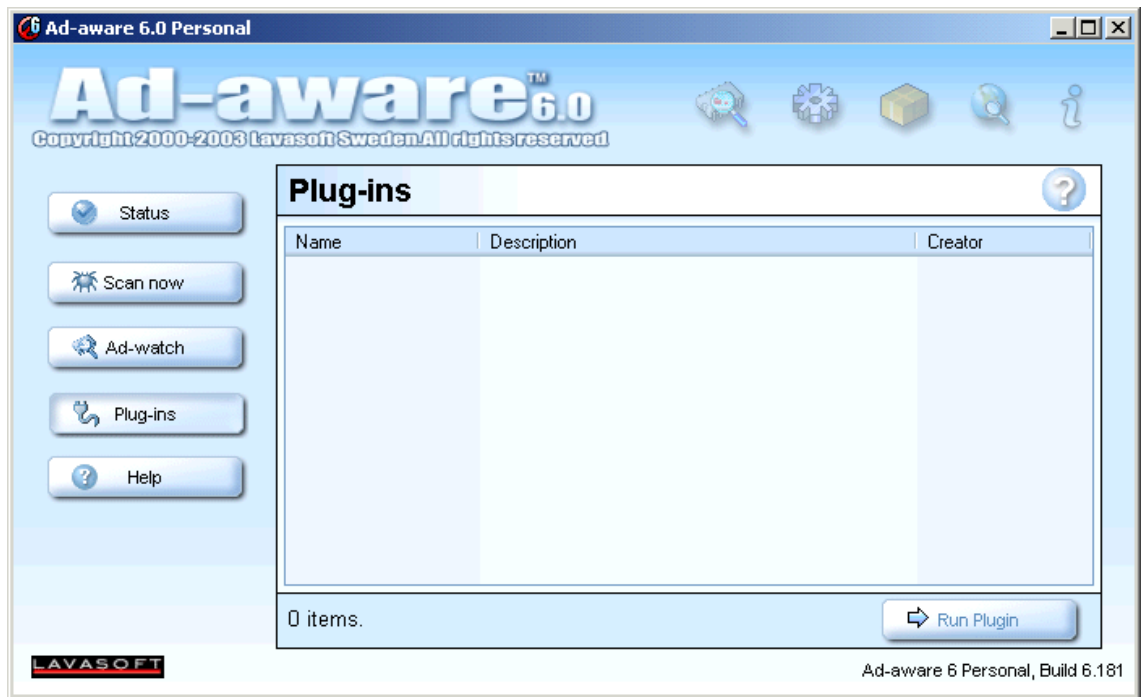 Ad-aware 6.0 Personal
Ad-aware™ 6.0
Copyright 2000-2003 Lavasoft Sweden All rights reserved
Status
Scan now
Ad-watch
Plug-ins
Help
Plug-ins
Name Description Creator
0 items.
Run Plugin
LAVASOFT
Ad-aware 6 Personal, Build 6.181